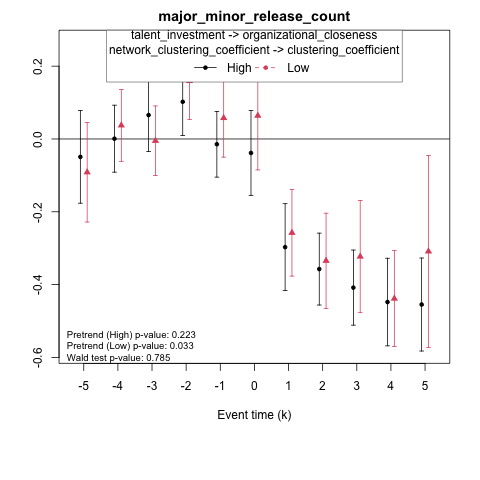 major_minor_release_count
talent_investment -> organizational_closeness
network_clustering_coefficient -> clustering_coefficient
High Low
0.2
0.0
-0.2
-0.4
-0.6
Pretrend (High) p-value: 0.223
Pretrend (Low) p-value: 0.033
Wald test p-value: 0.785
-5 -4 -3 -2 -1 0 1 2 3 4 5
Event time (k)